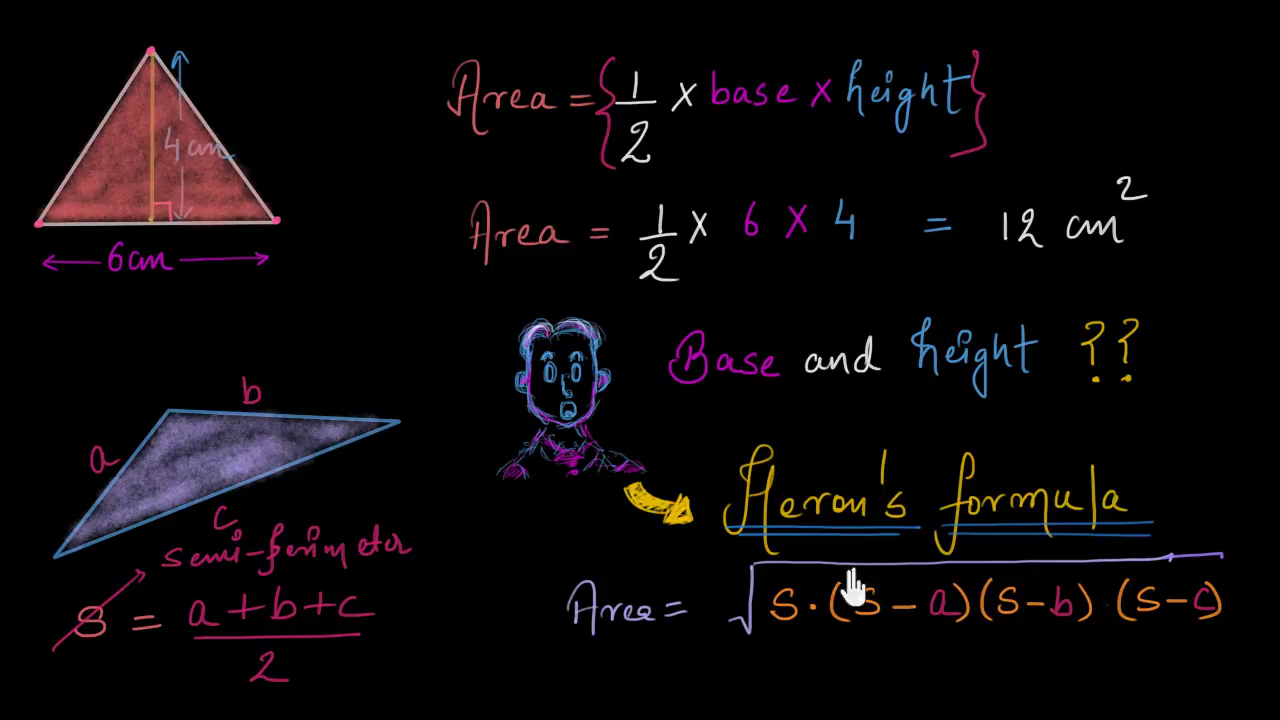 4 cm
6cm
Area = {1/2 × base × height}
Area = 1/2 × 6 × 4 = 12 cm²
Base and height ??
a
b
c
Heron's formula
semi-perimeter
S = a+b+c / 2
Area = √S·(S-a)(S-b)·(S-c)